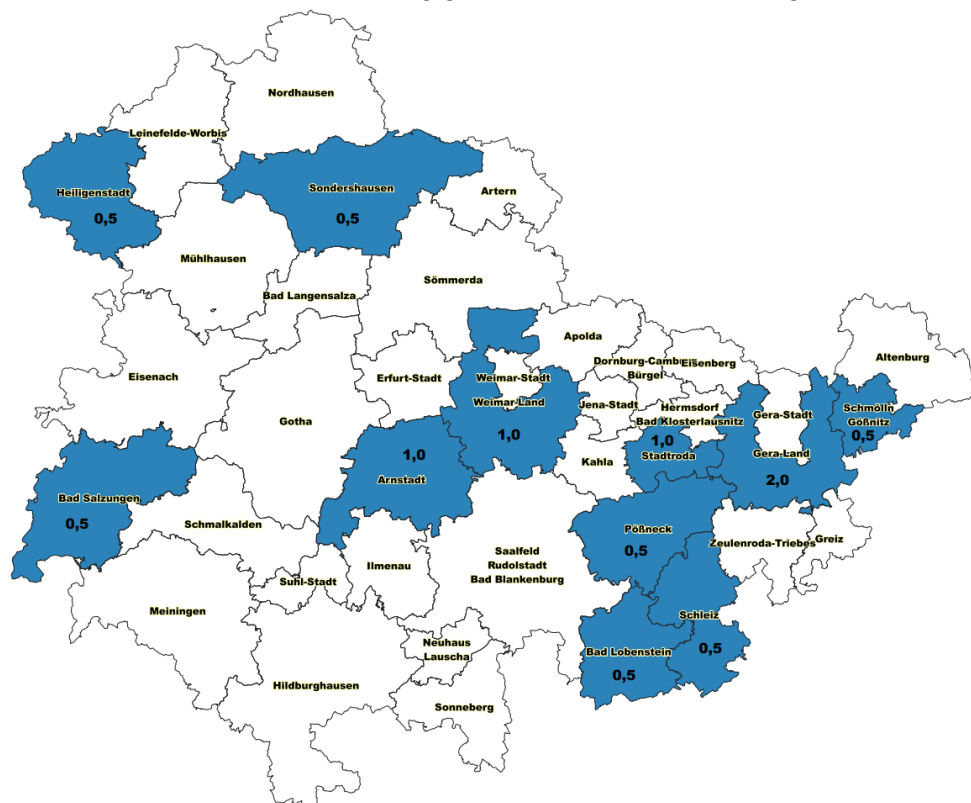 Nordhausen
Leinefelde-Worbis
Heiligenstadt
0,5
Sondershausen
0,5
Artern
Mühlhausen
Bad Langensalza
Sömmerda
Eisenach
Gotha
Erfurt-Stadt
Weimar-Stadt
Weimar-Land
1,0
Apolda
Dornburg-Camburg
Bürgel
Eisenberg
Jena-Stadt
Hermsdorf
Bad Klosterlausnitz
1,0
Stadtroda
Kahla
Gera-Stadt
Gera-Land
2,0
Altenburg
Schmölln
Gößnitz
0,5
1,0
Arnstadt
Bad Salzungen
0,5
Schmalkalden
Suhl-Stadt
Ilmenau
Saalfeld
Rudolstadt
Bad Blankenburg
Pößneck
0,5
Zeulenroda-Triebes
Greiz
Schleiz
0,5
Bad Lobenstein
0,5
Meiningen
Hildburghausen
Neuhaus
Lauscha
Sonneberg